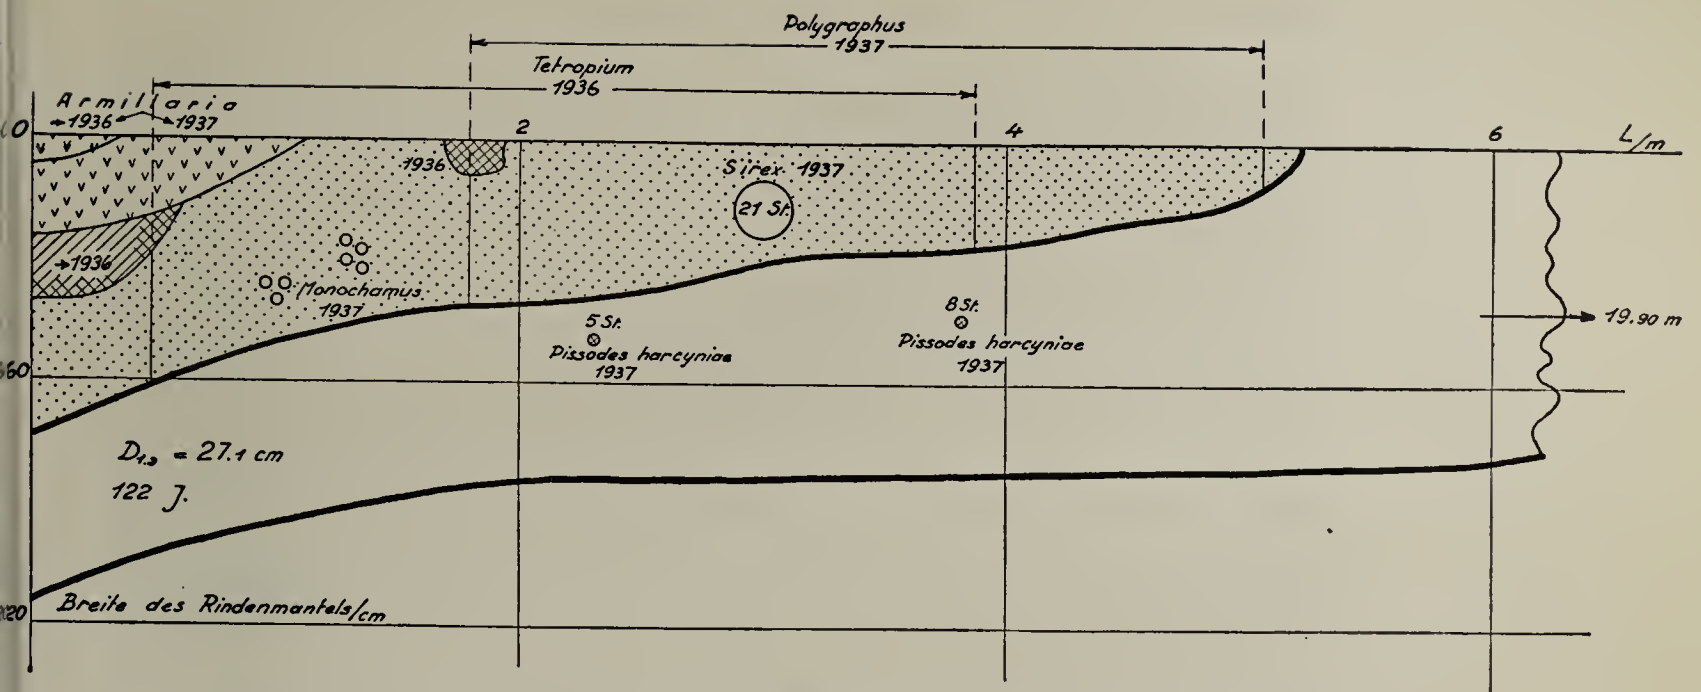 Polygraphus
1937
Tetropium
1936
Armillaria
→1936 1937
0 2 4 6 L/m
1936
Sirex 1937
21 St.
→1936
Monochamus
1937
5 St.
Pissodes harcyniae
1937
8 St.
Pissodes harcyniae
1937
19.90 m
60
D1.3 = 27.1 cm
122 J.
Breite des Rindenmantels/cm
20